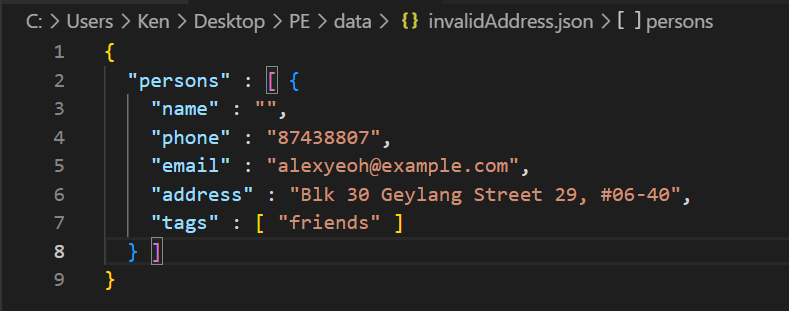 C: > Users > Ken > Desktop > PE > data > {} invalidAddress.json > [ ] persons
1 {
2 "persons" : [ {
3 "name" : "",
4 "phone" : "87438807",
5 "email" : "alexyeoh@example.com",
6 "address" : "Blk 30 Geylang Street 29, #06-40",
7 "tags" : [ "friends" ]
8 } ]
9 }